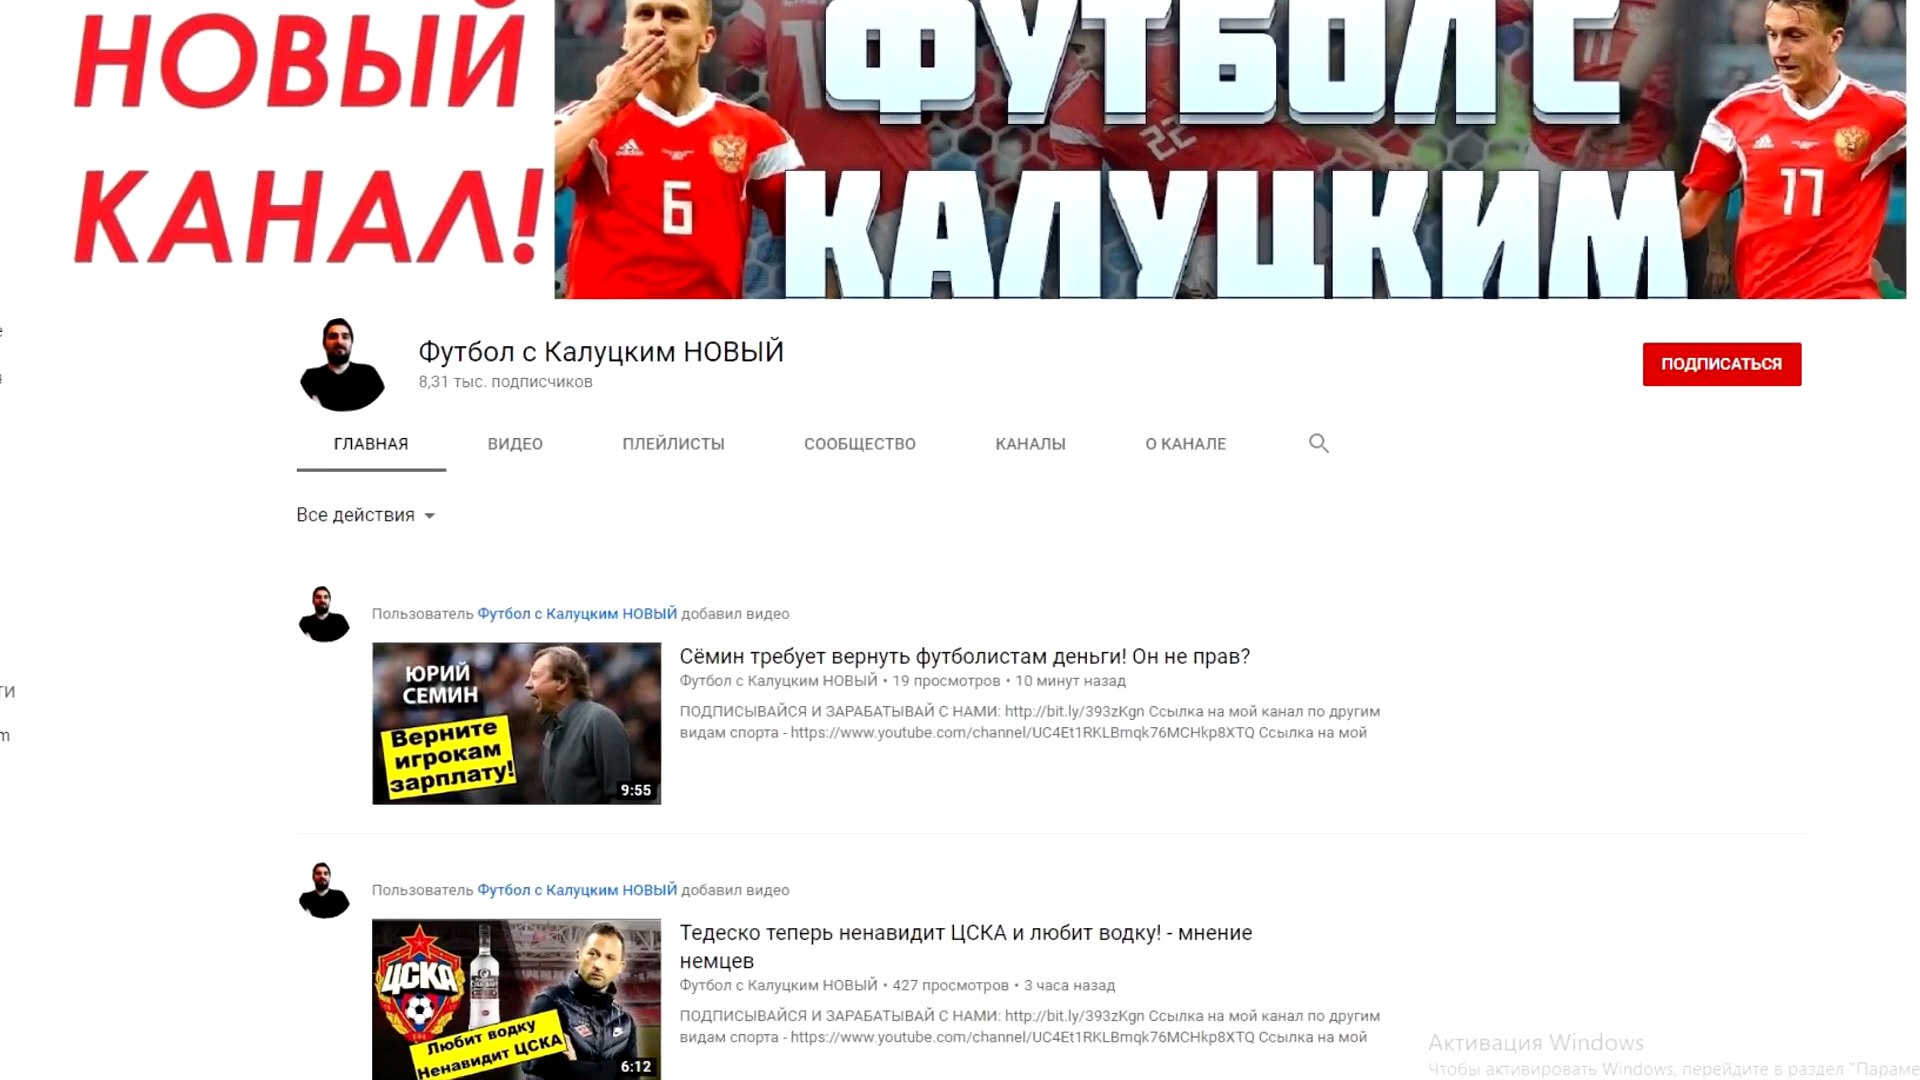 НОВЫЙ
КАНАЛ!
ФУТБОЛ С
КАЛУЦКИМ
6
22
11
17
Футбол с Калуцким НОВЫЙ
8,31 тыс. подписчиков
ПОДПИСАТЬСЯ
ГЛАВНАЯ
ВИДЕО
ПЛЕЙЛИСТЫ
СООБЩЕСТВО
КАНАЛЫ
О КАНАЛЕ
Все действия
Пользователь Футбол с Калуцким НОВЫЙ добавил видео
ЮРИЙ
СЕМИН
Верните
игрокам
зарплату!
9:55
Сёмин требует вернуть футболистам деньги! Он не прав?
Футбол с Калуцким НОВЫЙ • 19 просмотров • 10 минут назад
ПОДПИСЫВАЙСЯ И ЗАРАБАТЫВАЙ С НАМИ: http://bit.ly/393zKgn Ссылка на мой канал по другим
видам спорта - https://www.youtube.com/channel/UC4Et1RKLBmqk76MCHkp8XTQ Ссылка на мой
ти
m
Пользователь Футбол с Калуцким НОВЫЙ добавил видео
ЦСКА
Любит водку
Ненавидит ЦСКА
6:12
Тедеско теперь ненавидит ЦСКА и любит водку! - мнение
немцев
Футбол с Калуцким НОВЫЙ • 427 просмотров • 3 часа назад
ПОДПИСЫВАЙСЯ И ЗАРАБАТЫВАЙ С НАМИ: http://bit.ly/393zKgn Ссылка на мой канал по другим
видам спорта - https://www.youtube.com/channel/UC4Et1RKLBmqk76MCHkp8XTQ Ссылка на мой
Активация Windows
Чтобы активировать Windows, перейдите в раздел "Параме